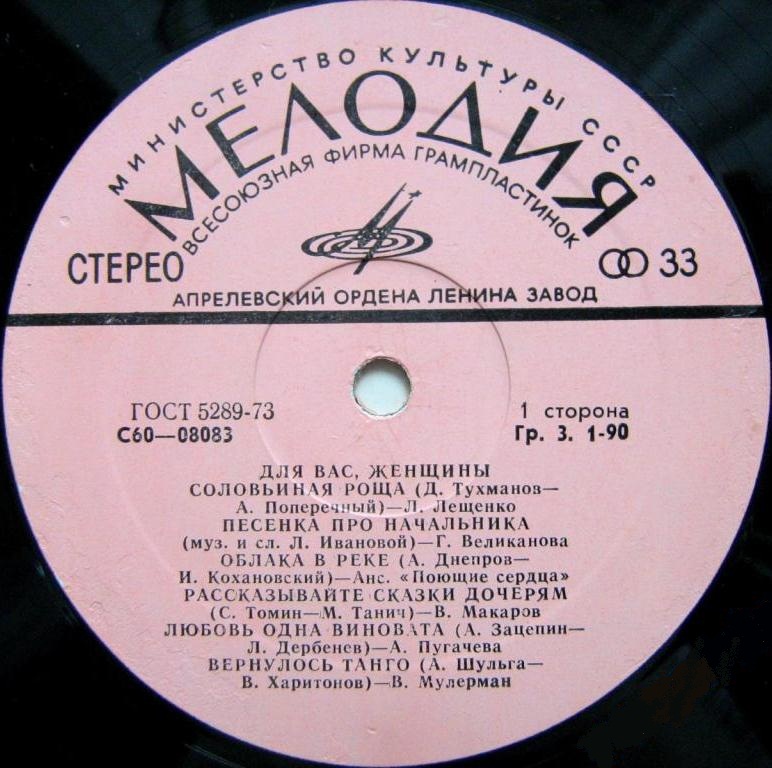 МИНИСТЕРСТВО КУЛЬТУРЫ СССР
МЕЛОДИЯ
ВСЕСОЮЗНАЯ ФИРМА ГРАМПЛАСТИНОК
СТЕРЕО
33
АПРЕЛЕВСКИЙ ОРДЕНА ЛЕНИНА ЗАВОД
ГОСТ 5289-73
1 сторона
С60—08083
Гр. 3. 1-90
ДЛЯ ВАС, ЖЕНЩИНЫ
СОЛОВЬИНАЯ РОЩА (Д. Тухманов—
А. Поперечный)—Л. Лещенко
ПЕСЕНКА ПРО НАЧАЛЬНИКА
(муз. и сл. Л. Ивановой)—Г. Великанова
ОБЛАКА В РЕКЕ (А. Днепров—
И. Кохановский)—Анс. «Поющие сердца»
РАССКАЗЫВАЙТЕ СКАЗКИ ДОЧЕРЯМ
(С. Томин—М. Танич)—В. Макаров
ЛЮБОВЬ ОДНА ВИНОВАТА (А. Зацепин—
Л. Дербенев)—А. Пугачева
ВЕРНУЛОСЬ ТАНГО (А. Шульга—
В. Харитонов)—В. Мулерман